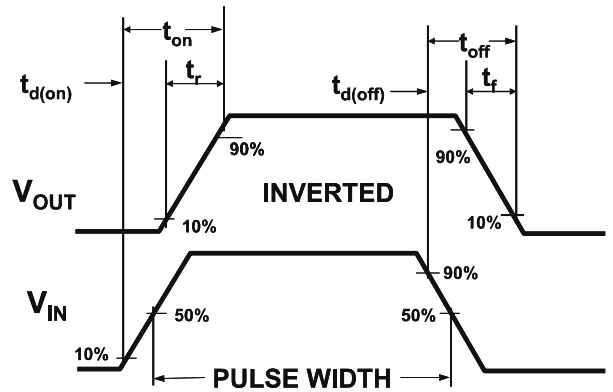 t_on
t_off
t_d(on)
t_r
t_d(off)
t_f
90%
90%
V_OUT
INVERTED
10%
10%
90%
V_IN
50%
50%
10%
PULSE WIDTH